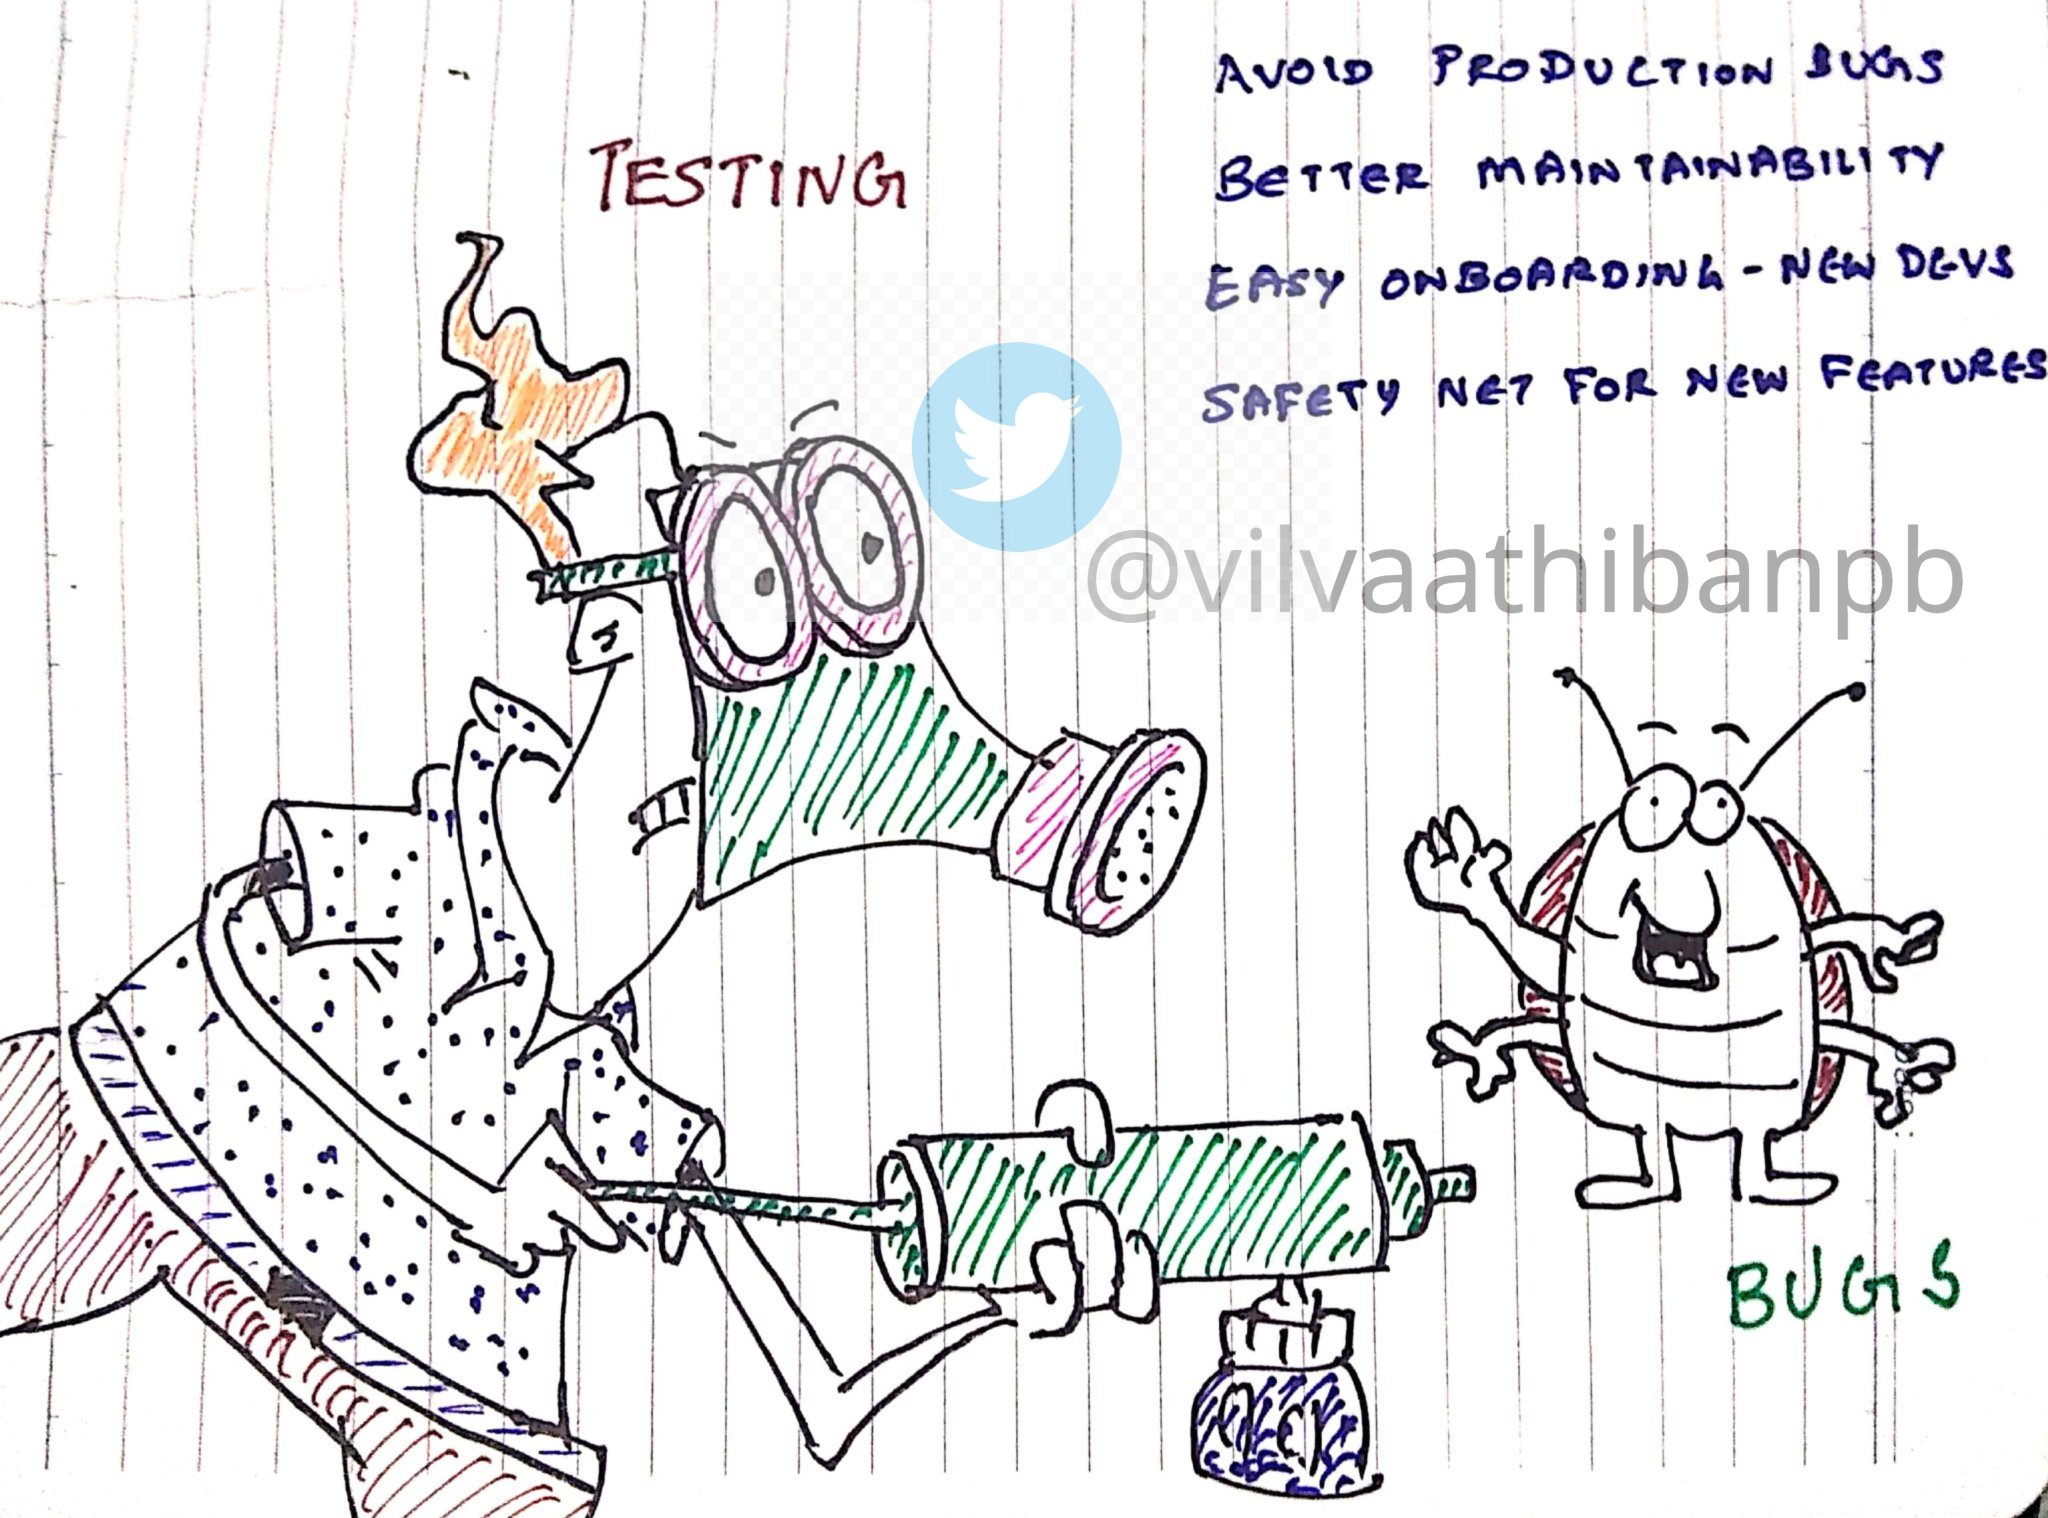 AVOID PRODUCTION BUGS
TESTING
BETTER MAINTAINABILITY
EASY ONBOARDING - NEW DEVS
SAFETY NET FOR NEW FEATURES
@vilvaathibanpb
BUGS